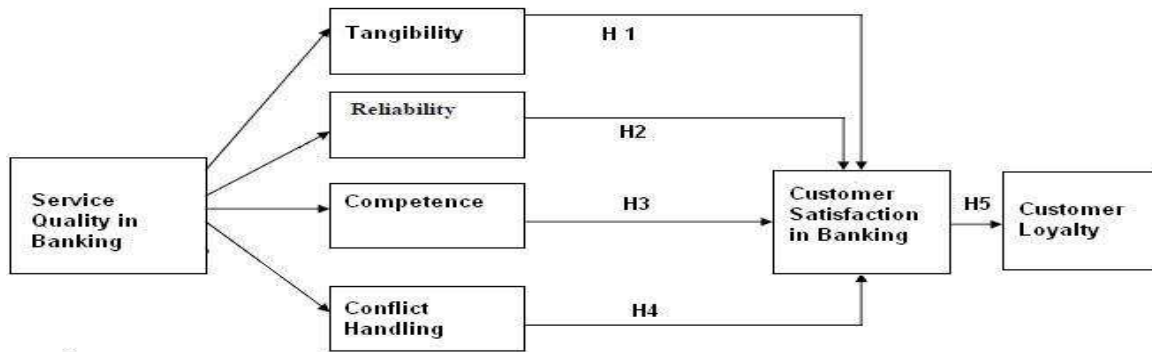 Tangibility
H 1
Reliability
H2
Service
Quality in
Banking
Competence
H3
Customer
Satisfaction
in Banking
H5
Customer
Loyalty
Conflict
Handling
H4